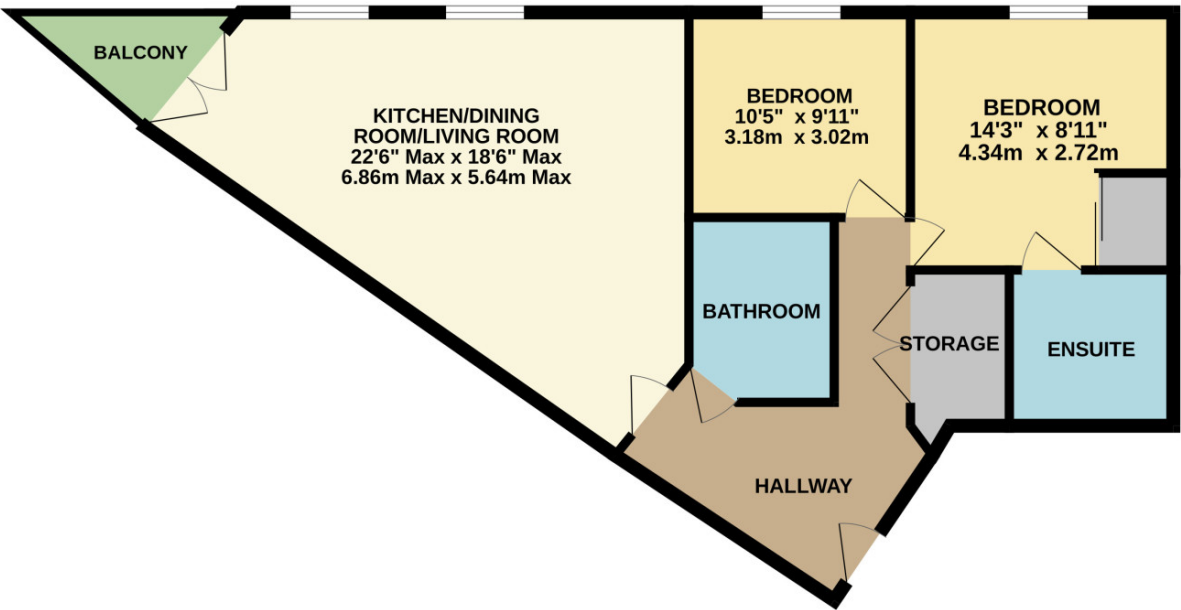 BALCONY
KITCHEN/DINING
ROOM/LIVING ROOM
22'6" Max x 18'6" Max
6.86m Max x 5.64m Max
BEDROOM
10'5" x 9'11"
3.18m x 3.02m
BEDROOM
14'3" x 8'11"
4.34m x 2.72m
BATHROOM
STORAGE
ENSUITE
HALLWAY